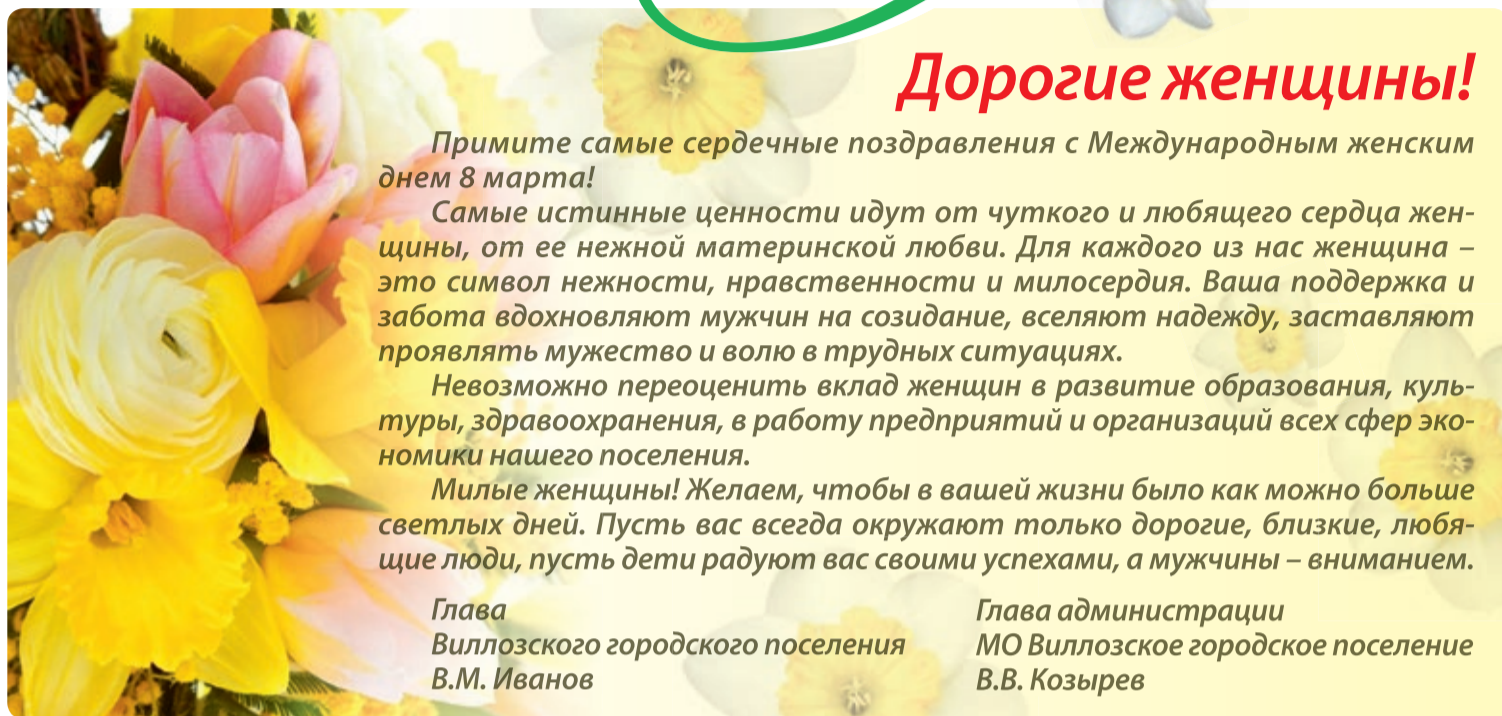 Дорогие женщины!
Примите самые сердечные поздравления с Международным женским
днем 8 марта!
Самые истинные ценности идут от чуткого и любящего сердца жен-
щины, от ее нежной материнской любви. Для каждого из нас женщина –
это символ нежности, нравственности и милосердия. Ваша поддержка и
забота вдохновляют мужчин на созидание, вселяют надежду, заставляют
проявлять мужество и волю в трудных ситуациях.
Невозможно переоценить вклад женщин в развитие образования, куль-
туры, здравоохранения, в работу предприятий и организаций всех сфер эко-
номики нашего поселения.
Милые женщины! Желаем, чтобы в вашей жизни было как можно больше
светлых дней. Пусть вас всегда окружают только дорогие, близкие, любя-
щие люди, пусть дети радуют вас своими успехами, а мужчины – вниманием.
Глава
Виллозского городского поселения
В.М. Иванов
Глава администрации
МО Виллозское городское поселение
В.В. Козырев